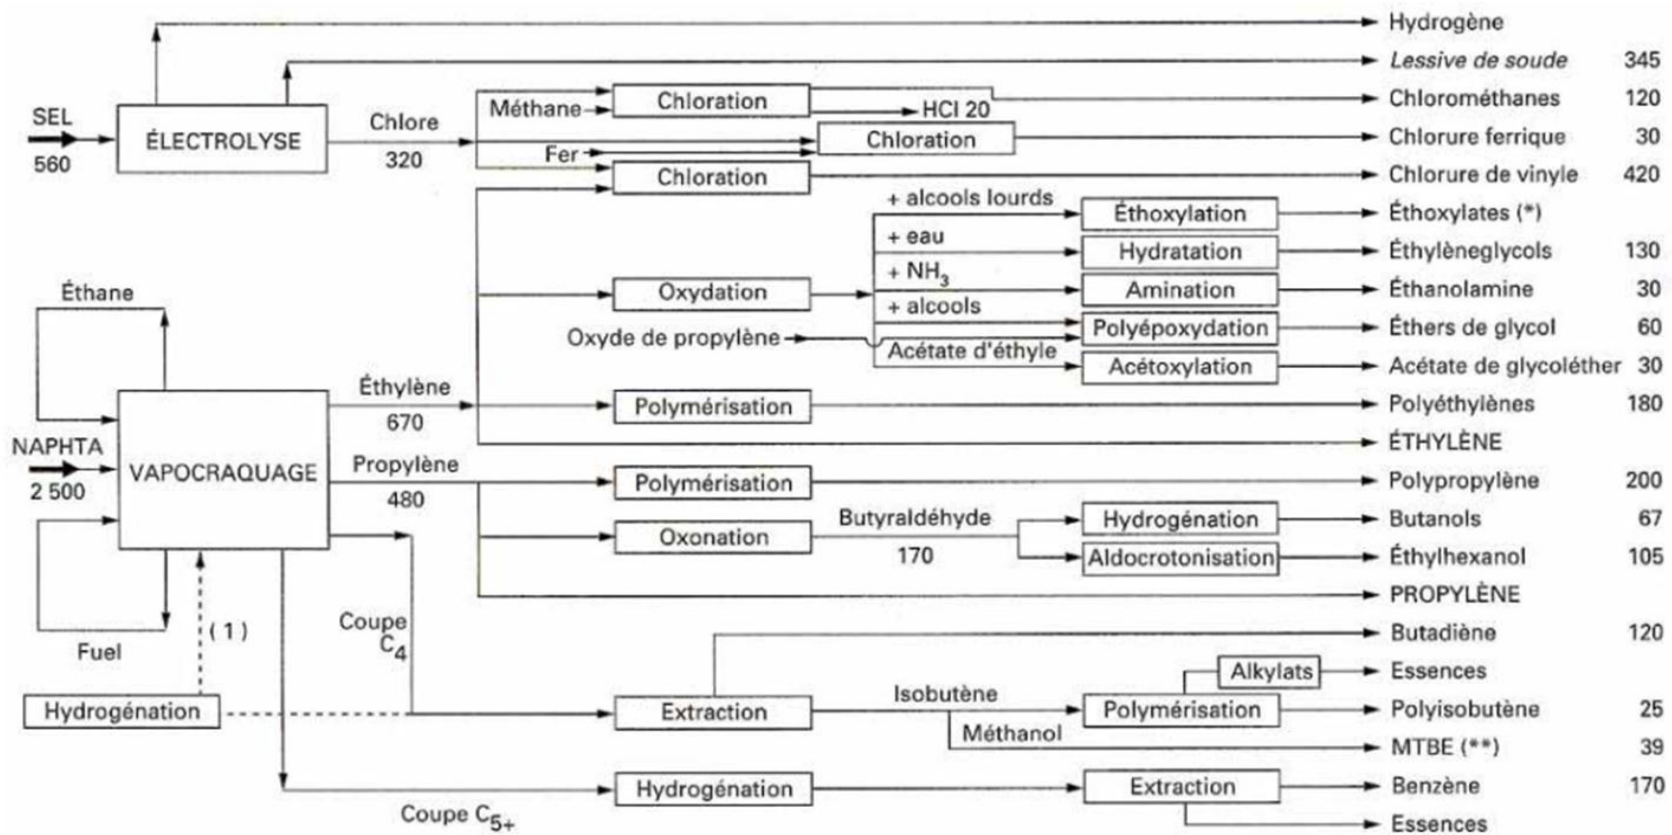 Hydrogène
Lessive de soude 345
SEL
560
ÉLECTROLYSE
Chlore
320
Méthane
Chloration
HCl 20
Chlorométhanes 120
Fer
Chloration
Chlorure ferrique 30
Chloration
Chlorure de vinyle 420
+ alcools lourds
Éthoxylation
Éthoxylates (*)
+ eau
Hydratation
Éthylèneglycols 130
+ NH3
Oxydation
Amination
Éthanolamine 30
+ alcools
Oxyde de propylène
Polyépoxydation
Éthers de glycol 60
Acétate d'éthyle
Acétoxylation
Acétate de glycoléther 30
Éthane
NAPHTA
2 500
VAPOCRAQUAGE
Éthylène
670
Polymérisation
Polyéthylènes 180
ÉTHYLÈNE
Propylène
480
Polymérisation
Polypropylène 200
Oxonation
Butyraldéhyde
170
Hydrogénation
Butanols 67
Aldocrotonisation
Éthylhexanol 105
PROPYLÈNE
Fuel
(1)
Coupe
C4
Hydrogénation
Extraction
Butadiène 120
Isobutène
Alkylats
Essences
Polymérisation
Polyisobutène 25
Méthanol
MTBE (**) 39
Coupe C5+
Hydrogénation
Extraction
Benzène 170
Essences